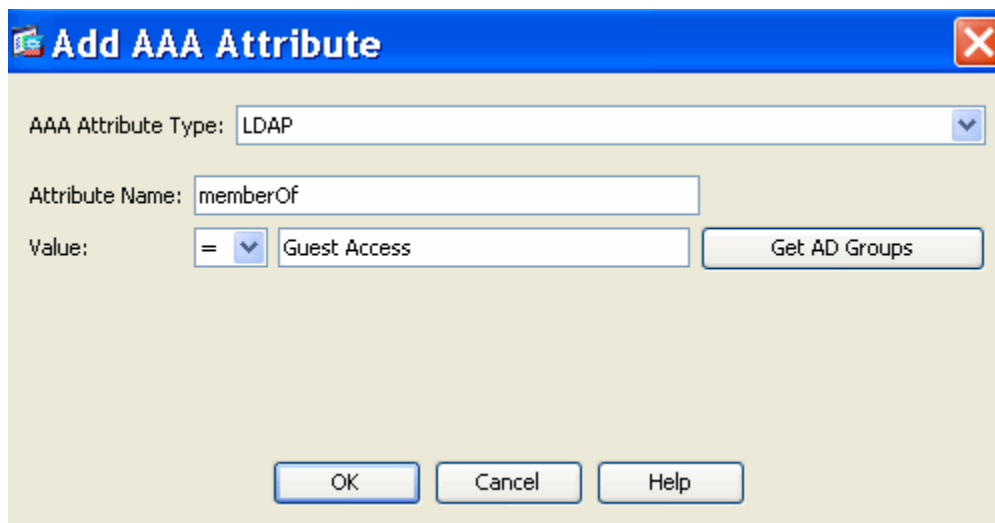 Add AAA Attribute
AAA Attribute Type: LDAP
Attribute Name: memberOf
Value: = Guest Access Get AD Groups
OK Cancel Help